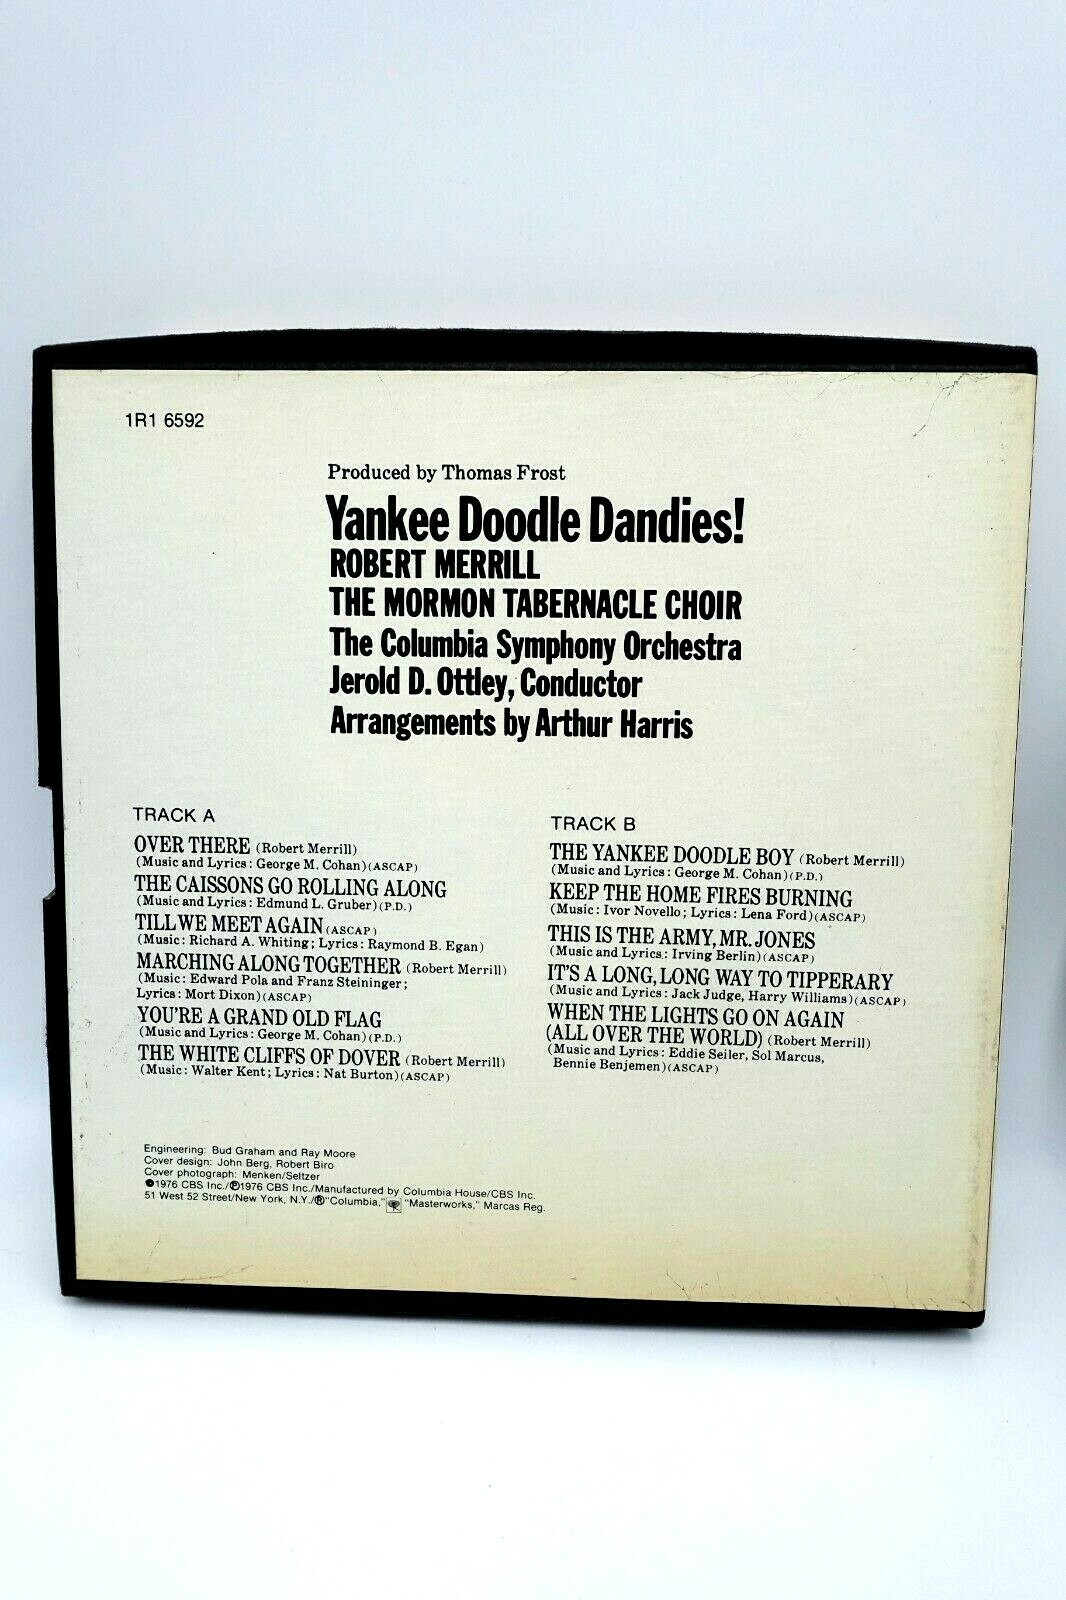 1R1 6592
Produced by Thomas Frost
Yankee Doodle Dandies!
ROBERT MERRILL
THE MORMON TABERNACLE CHOIR
The Columbia Symphony Orchestra
Jerold D. Ottley, Conductor
Arrangements by Arthur Harris
TRACK A
OVER THERE (Robert Merrill)
(Music and Lyrics: George M. Cohan)(ASCAP)
THE CAISSONS GO ROLLING ALONG
(Music and Lyrics: Edmund L. Gruber)(P.D.)
TILL WE MEET AGAIN (ASCAP)
(Music: Richard A. Whiting; Lyrics: Raymond B. Egan)
MARCHING ALONG TOGETHER (Robert Merrill)
(Music: Edward Pola and Franz Steininger;
Lyrics: Mort Dixon)(ASCAP)
YOU'RE A GRAND OLD FLAG
(Music and Lyrics: George M. Cohan)(P.D.)
THE WHITE CLIFFS OF DOVER (Robert Merrill)
(Music: Walter Kent; Lyrics: Nat Burton)(ASCAP)
TRACK B
THE YANKEE DOODLE BOY (Robert Merrill)
(Music and Lyrics: George M. Cohan)(P.D.)
KEEP THE HOME FIRES BURNING
(Music: Ivor Novello; Lyrics: Lena Ford)(ASCAP)
THIS IS THE ARMY, MR. JONES
(Music and Lyrics: Irving Berlin)(ASCAP)
IT'S A LONG, LONG WAY TO TIPPERARY
(Music and Lyrics: Jack Judge, Harry Williams)(ASCAP)
WHEN THE LIGHTS GO ON AGAIN
(ALL OVER THE WORLD) (Robert Merrill)
(Music and Lyrics: Eddie Seiler, Sol Marcus,
Bennie Benjemen)(ASCAP)
Engineering: Bud Graham and Ray Moore
Cover design: John Berg, Robert Biro
Cover photograph: Menken/Seltzer
©1976 CBS Inc./℗1976 CBS Inc./Manufactured by Columbia House/CBS Inc.
51 West 52 Street/New York, N.Y./®"Columbia," "Masterworks," Marcas Reg.